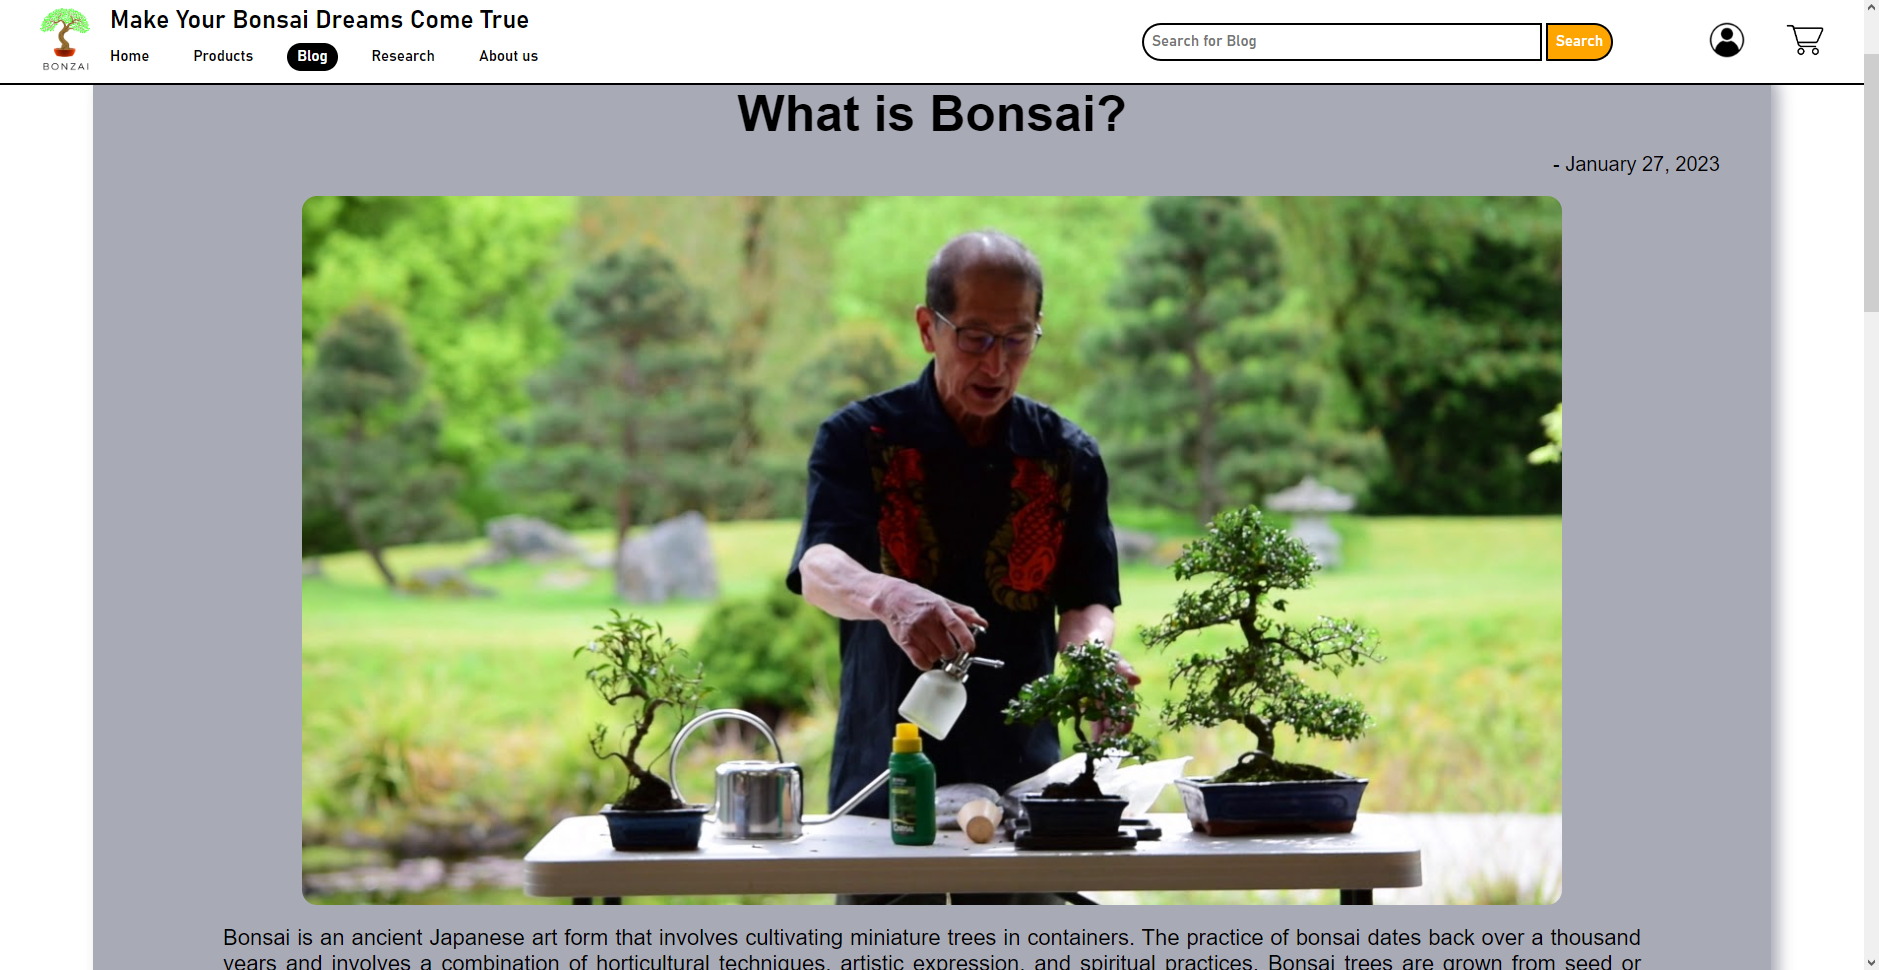 Make Your Bonsai Dreams Come True
BONZAI
Home Products Blog Research About us
Search for Blog
Search
What is Bonsai?
- January 27, 2023
Bonsai is an ancient Japanese art form that involves cultivating miniature trees in containers. The practice of bonsai dates back over a thousand
years and involves a combination of horticultural techniques, artistic expression, and spiritual practices. Bonsai trees are grown from seed or